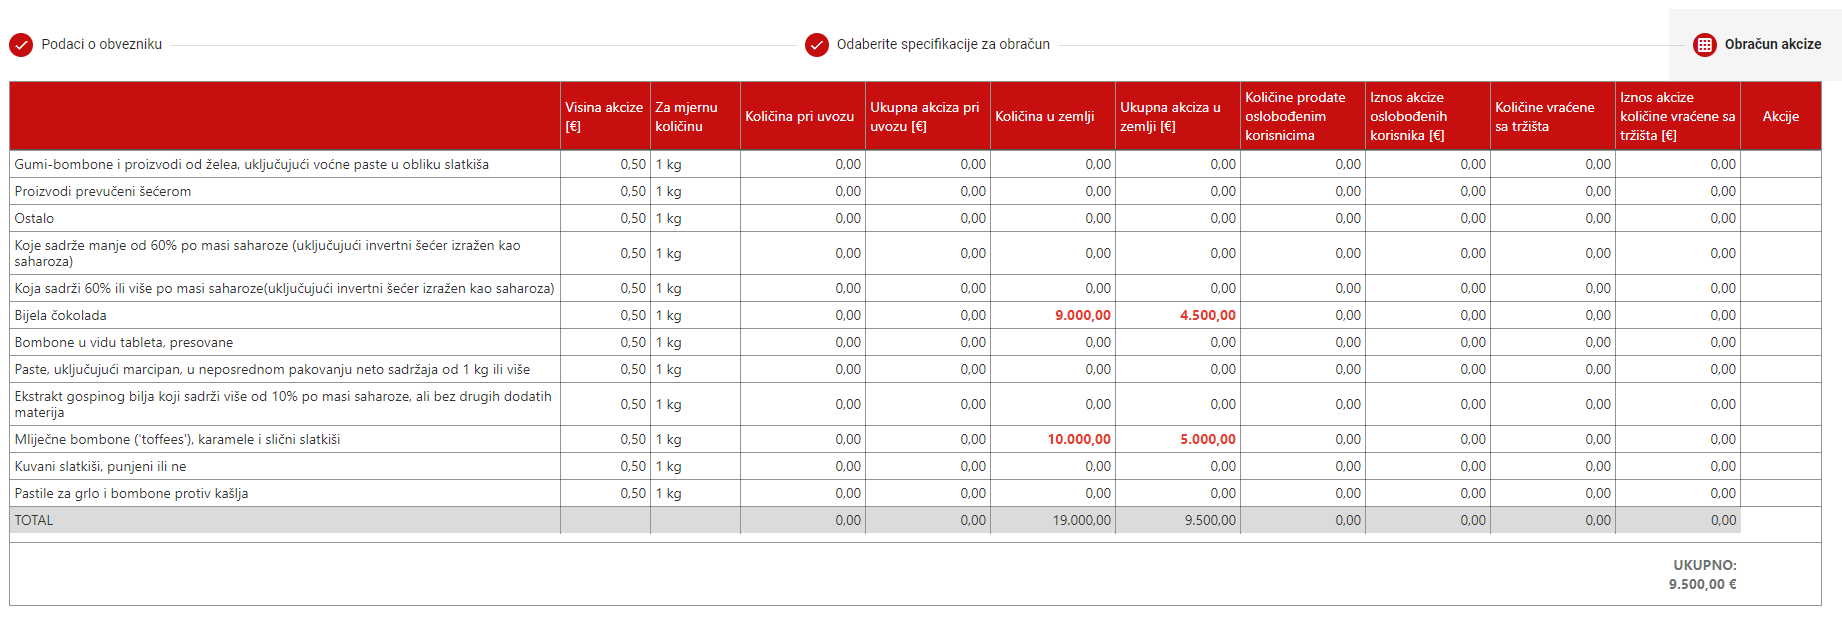 Podaci o obvezniku
Odaberite specifikacije za obračun
Obračun akcize
Visina akcize [€] Za mjernu količinu Količina pri uvozu Ukupna akciza pri uvozu [€] Količina u zemlji Ukupna akciza u zemlji [€] Količine prodate oslobođenim korisnicima Iznos akcize oslobođenih korisnika [€] Količine vraćene sa tržišta Iznos akcize količine vraćene sa tržišta [€] Akcije
Gumi-bombone i proizvodi od želea, uključujući voćne paste u obliku slatkiša 0,50 1 kg 0,00 0,00 0,00 0,00 0,00 0,00 0,00 0,00
Proizvodi prevučeni šećerom 0,50 1 kg 0,00 0,00 0,00 0,00 0,00 0,00 0,00 0,00
Ostalo 0,50 1 kg 0,00 0,00 0,00 0,00 0,00 0,00 0,00 0,00
Koje sadrže manje od 60% po masi saharoze (uključujući invertni šećer izražen kao
saharoza) 0,50 1 kg 0,00 0,00 0,00 0,00 0,00 0,00 0,00 0,00
Koja sadrži 60% ili više po masi saharoze(uključujući invertni šećer izražen kao saharoza) 0,50 1 kg 0,00 0,00 0,00 0,00 0,00 0,00 0,00 0,00
Bijela čokolada 0,50 1 kg 0,00 0,00 9.000,00 4.500,00 0,00 0,00 0,00 0,00
Bombone u vidu tableta, presovane 0,50 1 kg 0,00 0,00 0,00 0,00 0,00 0,00 0,00 0,00
Paste, uključujući marcipan, u neposrednom pakovanju neto sadržaja od 1 kg ili više 0,50 1 kg 0,00 0,00 0,00 0,00 0,00 0,00 0,00 0,00
Ekstrakt gospinog bilja koji sadrži više od 10% po masi saharoze, ali bez drugih dodatih
materija 0,50 1 kg 0,00 0,00 0,00 0,00 0,00 0,00 0,00 0,00
Mliječne bombone ('toffees'), karamele i slični slatkiši 0,50 1 kg 0,00 0,00 10.000,00 5.000,00 0,00 0,00 0,00 0,00
Kuvani slatkiši, punjeni ili ne 0,50 1 kg 0,00 0,00 0,00 0,00 0,00 0,00 0,00 0,00
Pastile za grlo i bombone protiv kašlja 0,50 1 kg 0,00 0,00 0,00 0,00 0,00 0,00 0,00 0,00
TOTAL 0,00 0,00 19.000,00 9.500,00 0,00 0,00 0,00 0,00
UKUPNO:
9.500,00 €